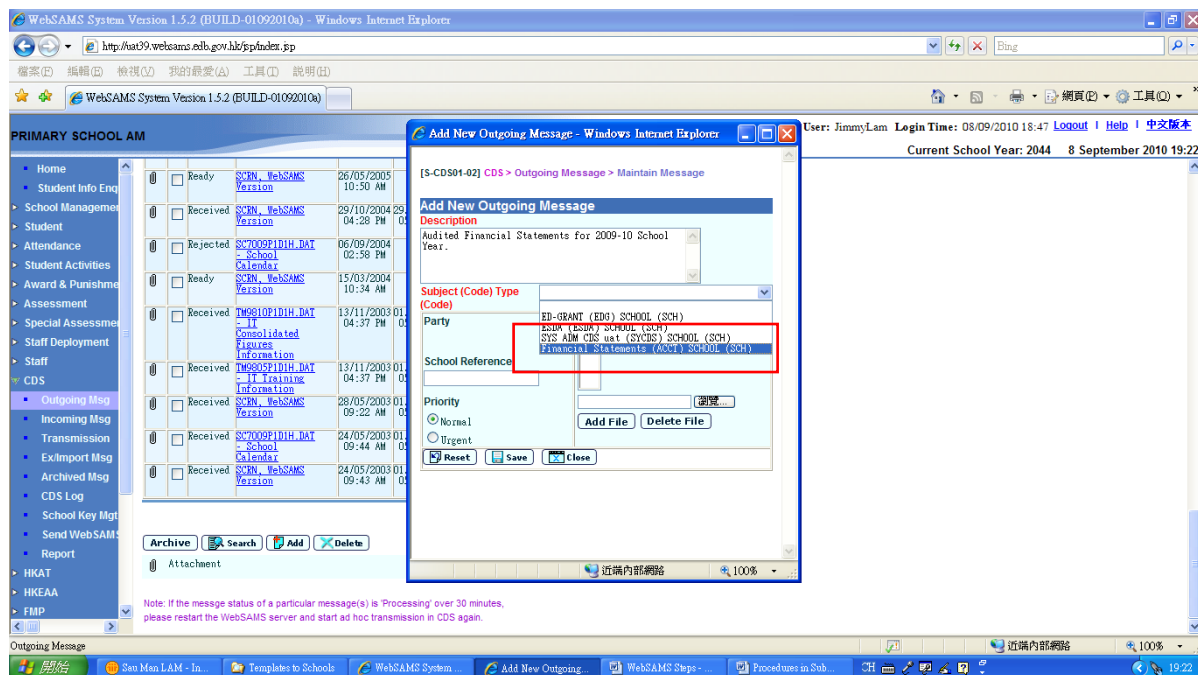 WebSAMS System Version 1.5.2 (BUILD-01092010a) - Windows Internet Explorer
http://uat39.websams.edb.gov.hk/jsp/index.jsp
Bing
檔案(F) 編輯(E) 檢視(V) 我的最愛(A) 工具(T) 說明(H)
WebSAMS System Version 1.5.2 (BUILD-01092010a)
網頁(P) 工具(O)
PRIMARY SCHOOL AM
User: JimmyLam Login Time: 08/09/2010 18:47 Logout | Help | 中文版本
Current School Year: 2044 8 September 2010 19:22
Home
Student Info Enq
School Managemen
Student
Attendance
Student Activities
Award & Punishme
Assessment
Special Assessmen
Staff Deployment
Staff
CDS
Outgoing Msg
Incoming Msg
Transmission
Ex/Import Msg
Archived Msg
CDS Log
School Key Mgt
Send WebSAMS
Report
HKAT
HKEAA
FMP
Ready SCRN, WebSAMS 26/05/2005
Version 10:50 AM
Received SCRN, WebSAMS 29/10/2004 29.
Version 04:28 PM 05
Rejected SC7009P1D1H.DAT 06/09/2004
- School 02:58 PM
Calendar
Ready SCRN, WebSAMS 15/03/2004
Version 10:34 AM
Received TM9810P1D1H.DAT 13/11/2003 01.
- IT 04:37 PM 05
Consolidated
Figures
Information
Received TM9805P1D1H.DAT 13/11/2003 01.
- IT Training 04:37 PM 05
Information
Received SCRN, WebSAMS 28/05/2003 01.
Version 09:22 AM 05
Received SC7009P1D1H.DAT 24/05/2003 01.
- School 09:44 AM 05
Calendar
Received SCRN, WebSAMS 24/05/2003 01.
Version 09:43 AM 05
Archive Search Add Delete
Attachment
Note: If the messge status of a particular message(s) is 'Processing' over 30 minutes,
please restart the WebSAMS server and start ad hoc transmission in CDS again.
Add New Outgoing Message - Windows Internet Explorer
[S-CDS01-02] CDS > Outgoing Message > Maintain Message
Add New Outgoing Message
Description
Audited Financial Statements for 2009-10 School
Year.
Subject (Code) Type
(Code)
ED-GRANT (EDG) SCHOOL (SCH)
ESDA (ESDA) SCHOOL (SCH)
SYS ADM CDS uat (SYCDS) SCHOOL (SCH)
Financial Statements (ACCT) SCHOOL (SCH)
Party
School Reference
Priority
Normal
Urgent
瀏覽...
Add File Delete File
Reset Save Close
近端內部網路 100%
Outgoing Message
近端內部網路 100%
開始 Sau Man LAM - In... Templates to Schools WebSAMS System ... Add New Outgoing... WebSAMS Steps - ... Procedures in Sub... CH 19:22